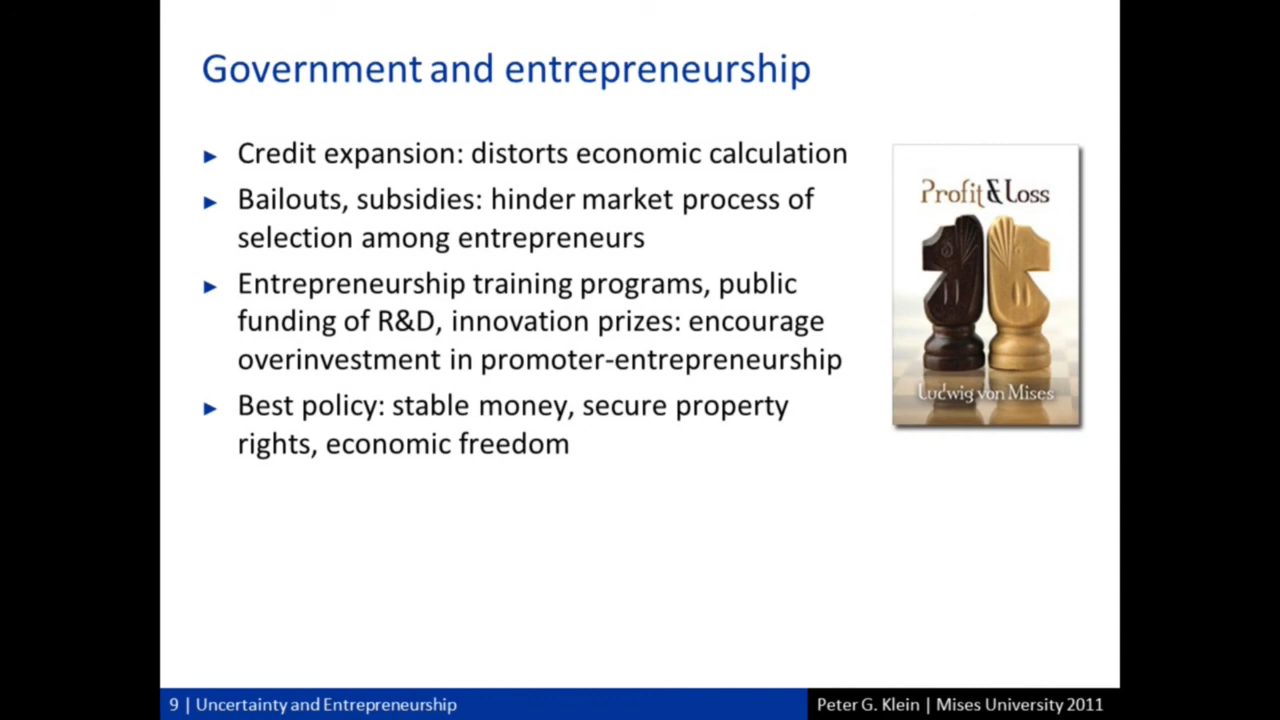 Government and entrepreneurship
► Credit expansion: distorts economic calculation
► Bailouts, subsidies: hinder market process of
selection among entrepreneurs
► Entrepreneurship training programs, public
funding of R&D, innovation prizes: encourage
overinvestment in promoter-entrepreneurship
► Best policy: stable money, secure property
rights, economic freedom
Profit & Loss
Ludwig von Mises
9 | Uncertainty and Entrepreneurship
Peter G. Klein | Mises University 2011